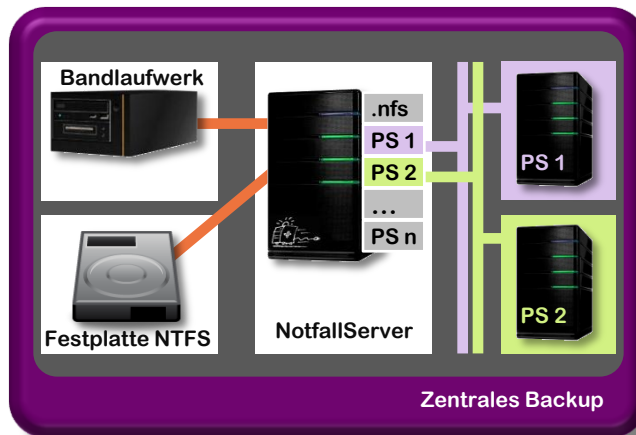 Bandlaufwerk
.nfs
PS 1
PS 2
...
PS n
PS 1
PS 2
Festplatte NTFS
NotfallServer
Zentrales Backup